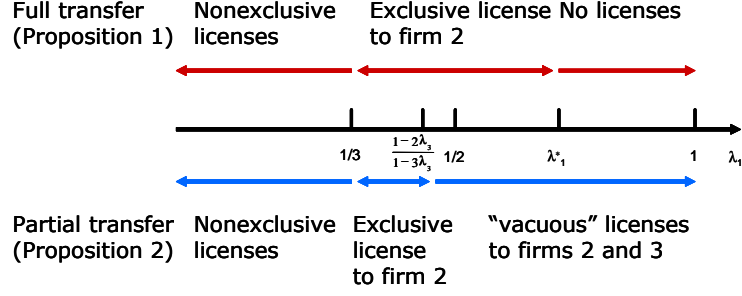 Full transfer Nonexclusive Exclusive license No licenses
(Proposition 1) licenses to firm 2
1/3 1−2λ₃ / 1−3λ₃ 1/2 λ*₁ 1 λ₁
Partial transfer Nonexclusive Exclusive “vacuous” licenses
(Proposition 2) licenses license to firms 2 and 3
to firm 2